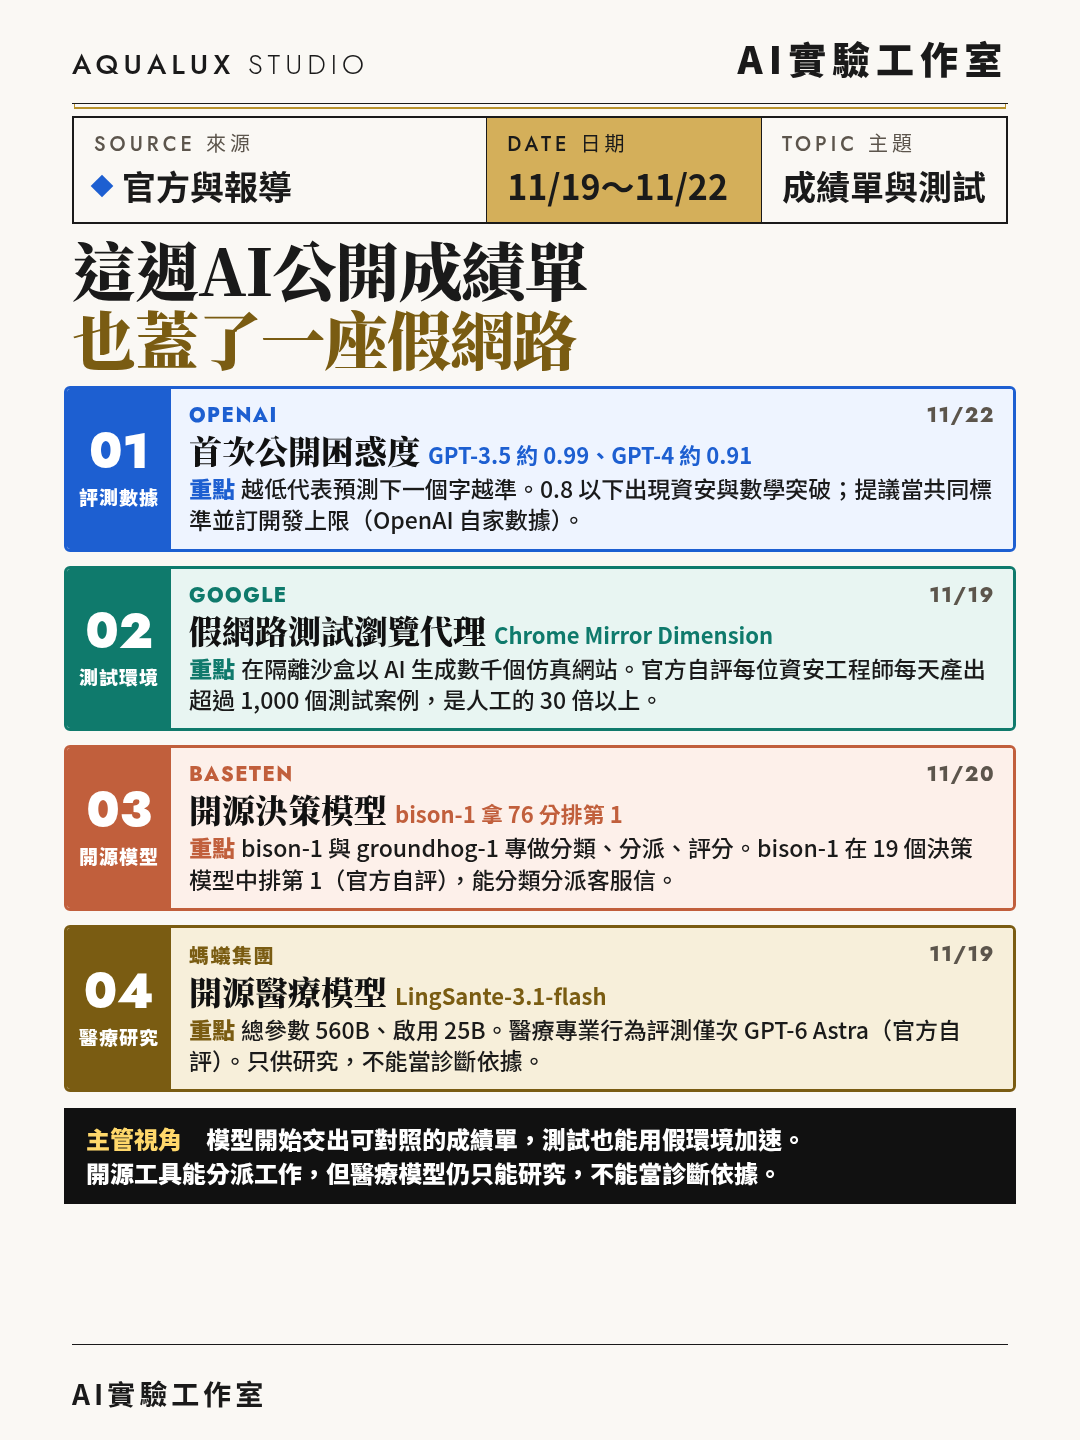 AQUALUX STUDIO
AI實驗工作室
SOURCE 來源
官方與報導
DATE 日期
11/19～11/22
TOPIC 主題
成績單與測試
這週AI公開成績單
也蓋了一座假網路
01
評測數據
OPENAI
11/22
首次公開困惑度 GPT-3.5 約 0.99、GPT-4 約 0.91
重點 越低代表預測下一個字越準。0.8 以下出現資安與數學突破；提議當共同標
準並訂開發上限（OpenAI 自家數據）。
02
測試環境
GOOGLE
11/19
假網路測試瀏覽代理 Chrome Mirror Dimension
重點 在隔離沙盒以 AI 生成數千個仿真網站。官方自評每位資安工程師每天產出
超過 1,000 個測試案例，是人工的 30 倍以上。
03
開源模型
BASETEN
11/20
開源決策模型 bison-1 拿 76 分排第 1
重點 bison-1 與 groundhog-1 專做分類、分派、評分。bison-1 在 19 個決策
模型中排第 1（官方自評），能分類分派客服信。
04
醫療研究
螞蟻集團
11/19
開源醫療模型 LingSante-3.1-flash
重點 總參數 560B、啟用 25B。醫療專業行為評測僅次 GPT-6 Astra（官方自
評）。只供研究，不能當診斷依據。
主管視角 模型開始交出可對照的成績單，測試也能用假環境加速。
開源工具能分派工作，但醫療模型仍只能研究，不能當診斷依據。
AI實驗工作室